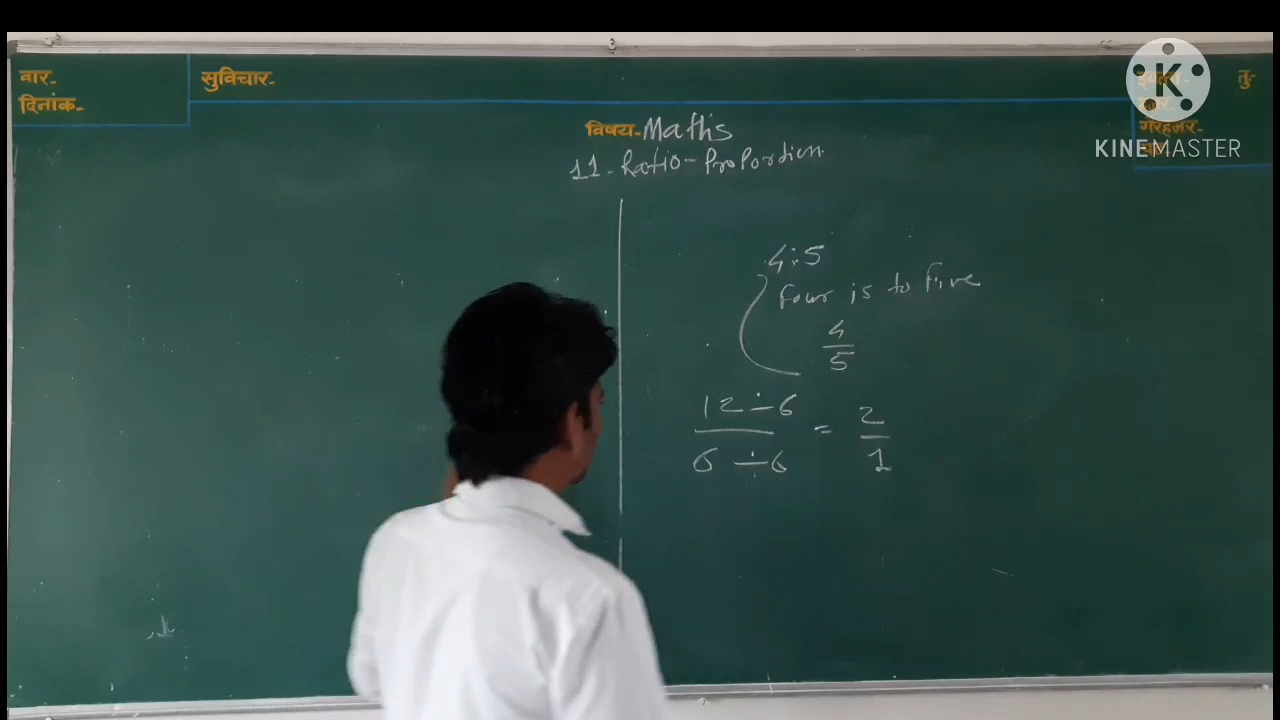 वार-
दिनांक-
सुविचार-
विषय- Maths
11- Ratio - Proportion
K
KINEMASTER
तु-
गैरहजर-
4:5
four is to five
4
5
12 ÷ 6
6 ÷ 6
=
2
1